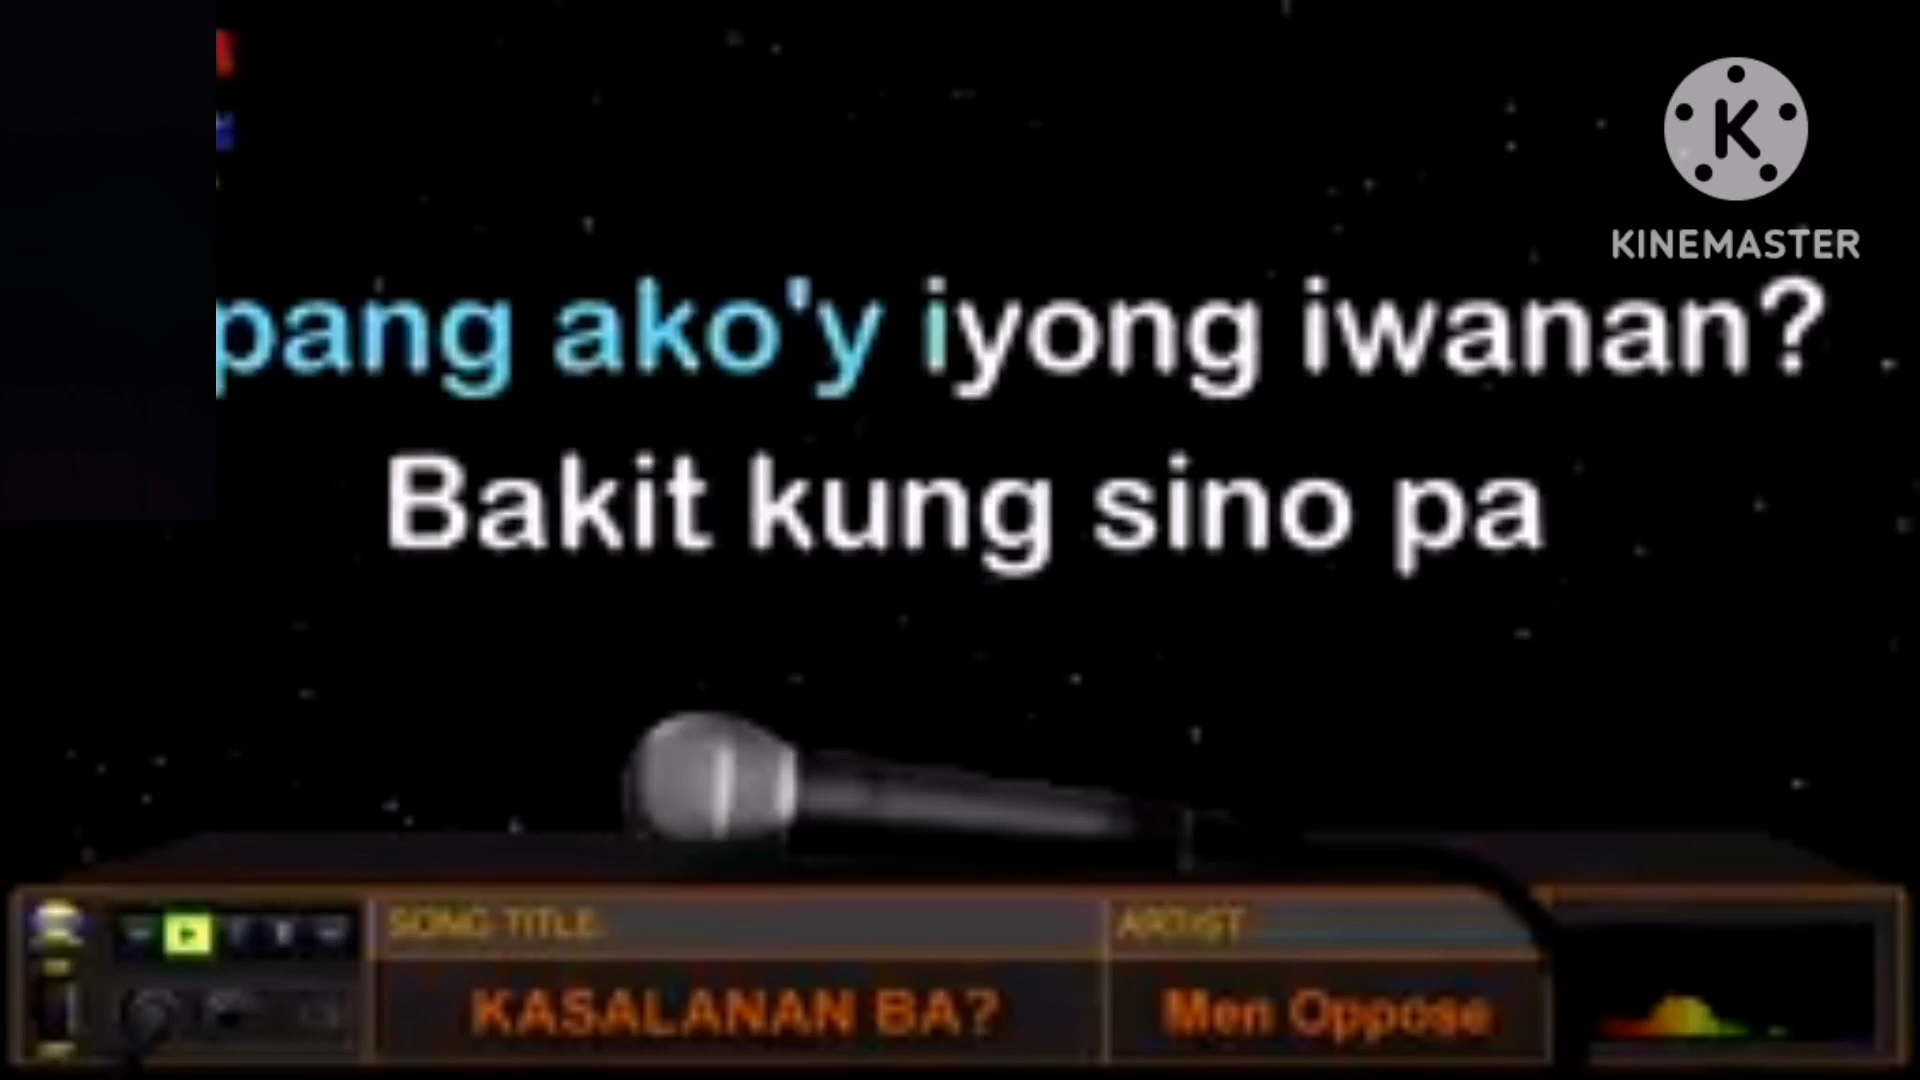 K
KINEMASTER
pang ako'y iyong iwanan?
Bakit kung sino pa
SONG TITLE:
ARTIST
KASALANAN BA?
Men Oppose